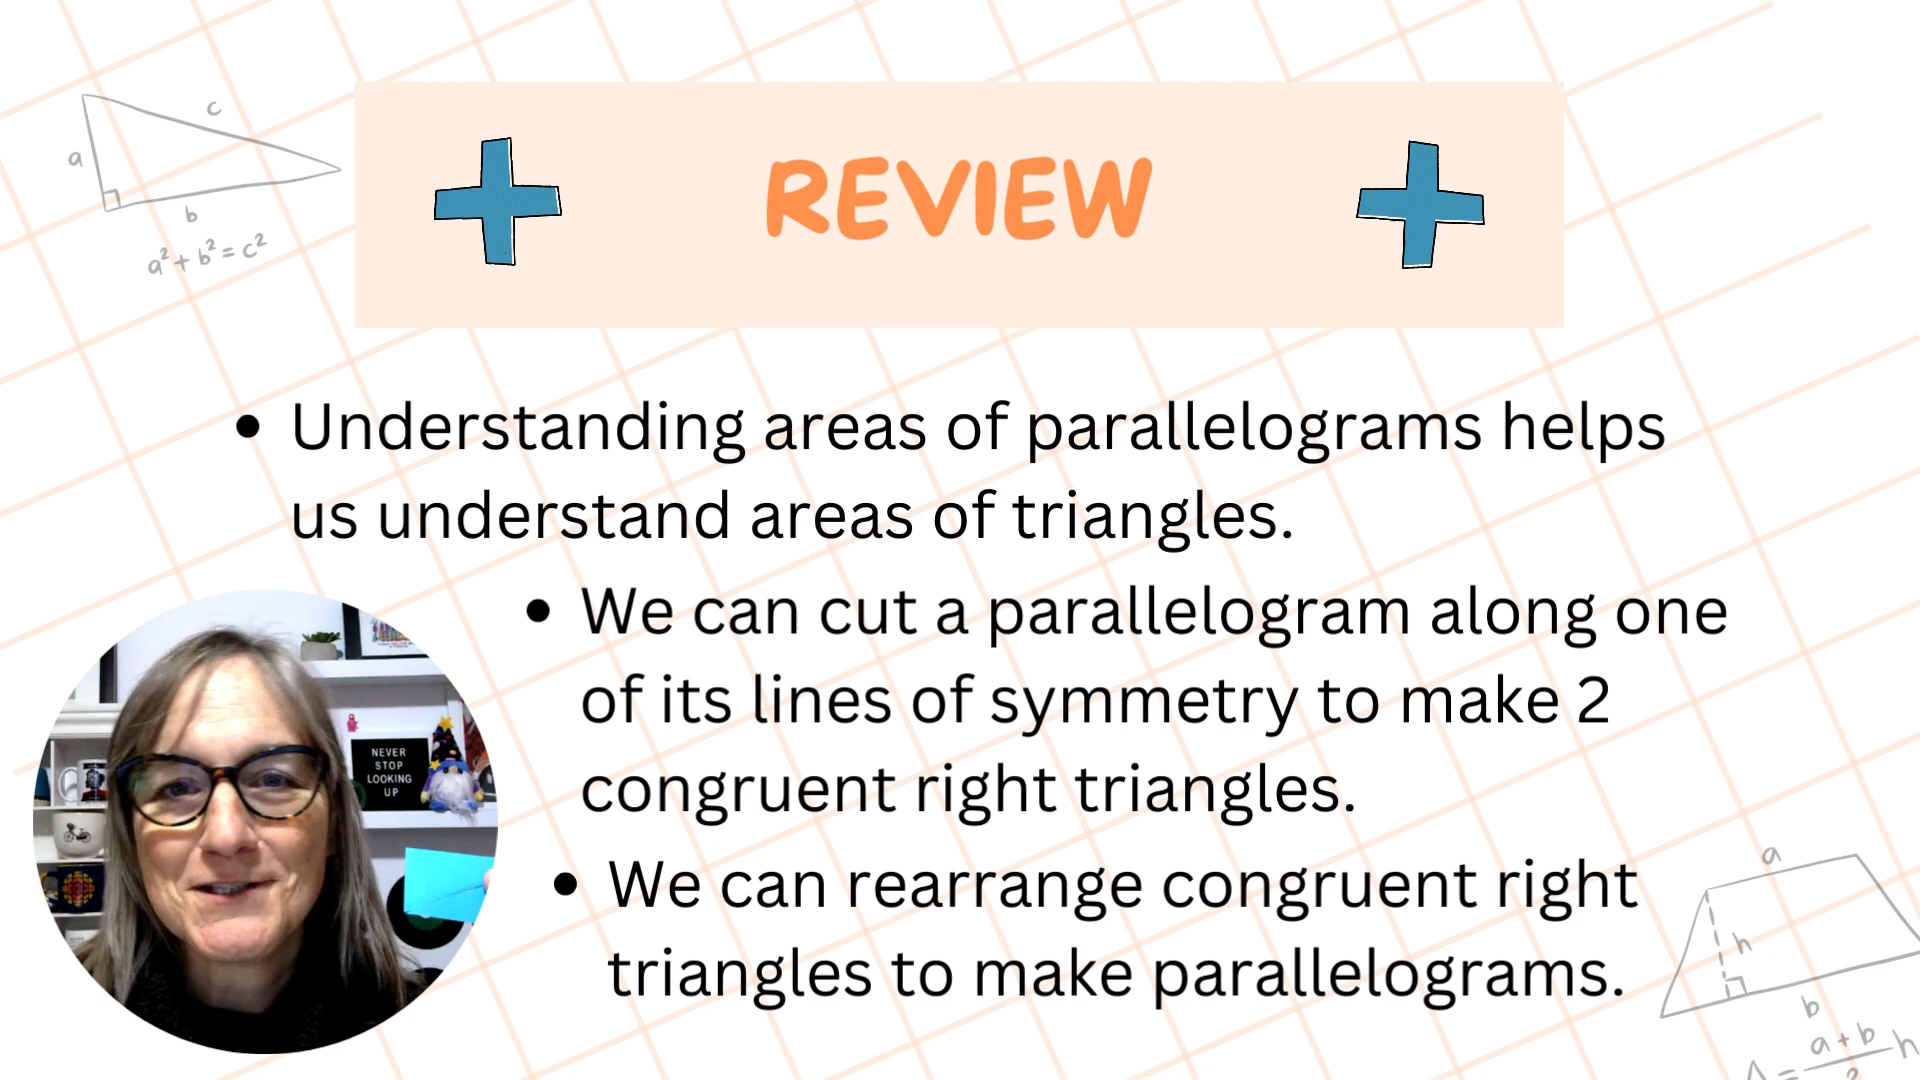 c
a
b
a² + b² = c²
REVIEW
• Understanding areas of parallelograms helps
us understand areas of triangles.
• We can cut a parallelogram along one
of its lines of symmetry to make 2
congruent right triangles.
• We can rearrange congruent right
triangles to make parallelograms.
NEVER
STOP
LOOKING
UP
a
h
b
a + b
h